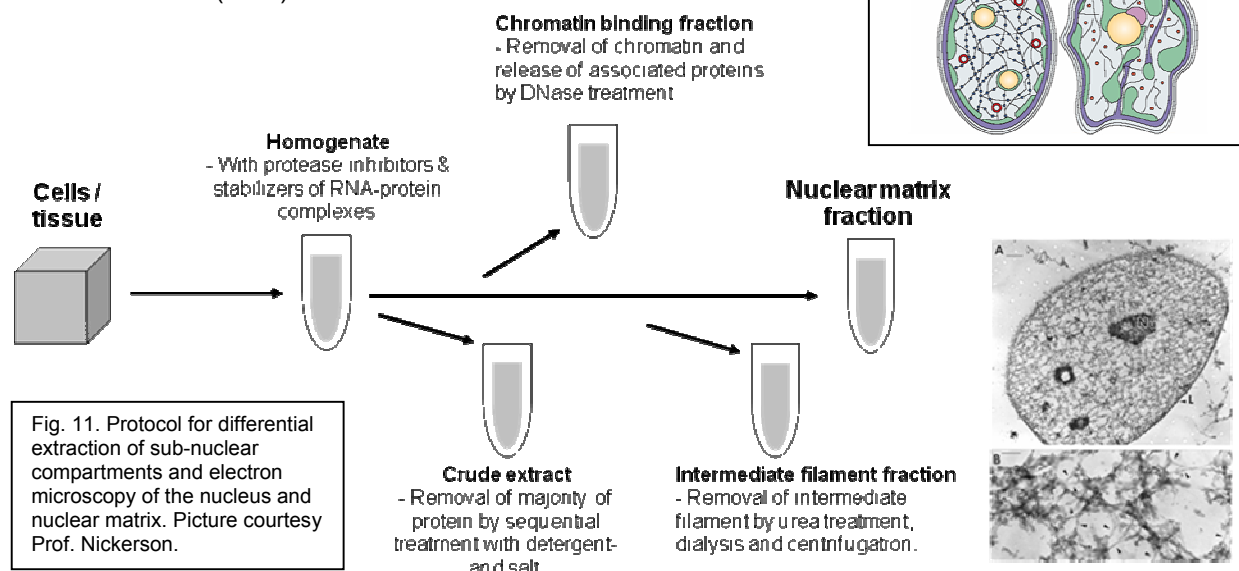 Chromatin binding fraction
- Removal of chromatin and
release of associated proteins
by DNase treatment
Homogenate
- With protease inhibitors &
stabilizers of RNA-protein
complexes
Cells /
tissue
Nuclear matrix
fraction
A
N
L
B
Fig. 11. Protocol for differential
extraction of sub-nuclear
compartments and electron
microscopy of the nucleus and
nuclear matrix. Picture courtesy
Prof. Nickerson.
Crude extract
- Removal of majority of
protein by sequential
treatment with detergent-
and salt
Intermediate filament fraction
- Removal of intermediate
filament by urea treatment,
dialysis and centrifugation.